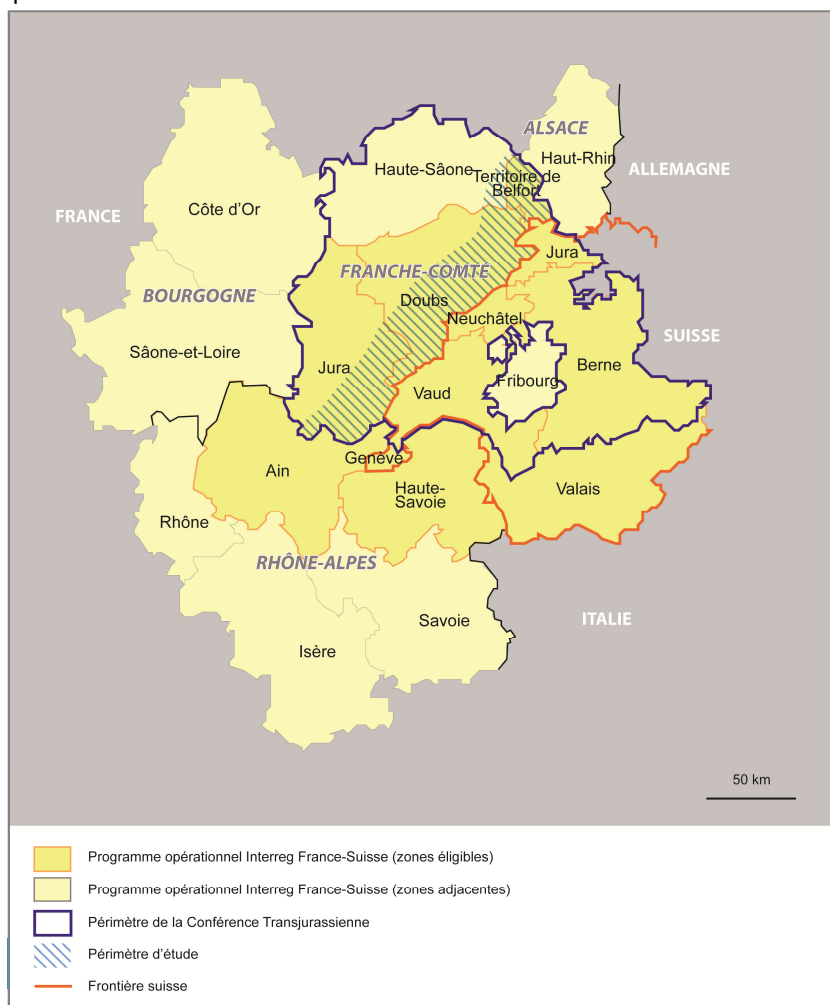 ALSACE
Haut-Rhin
ALLEMAGNE
Haute-Sâone
Territoire de
Belfort
FRANCE
Côte d'Or
Jura
FRANCHE-COMTÉ
BOURGOGNE
Doubs
Neuchâtel
SUISSE
Sâone-et-Loire
Jura
Berne
Fribourg
Vaud
Genève
Ain
Haute-
Savoie
Valais
Rhône
RHÔNE-ALPES
Savoie
ITALIE
Isère
50 km
Programme opérationnel Interreg France-Suisse (zones éligibles)
Programme opérationnel Interreg France-Suisse (zones adjacentes)
Périmètre de la Conférence Transjurassienne
Périmètre d'étude
Frontière suisse